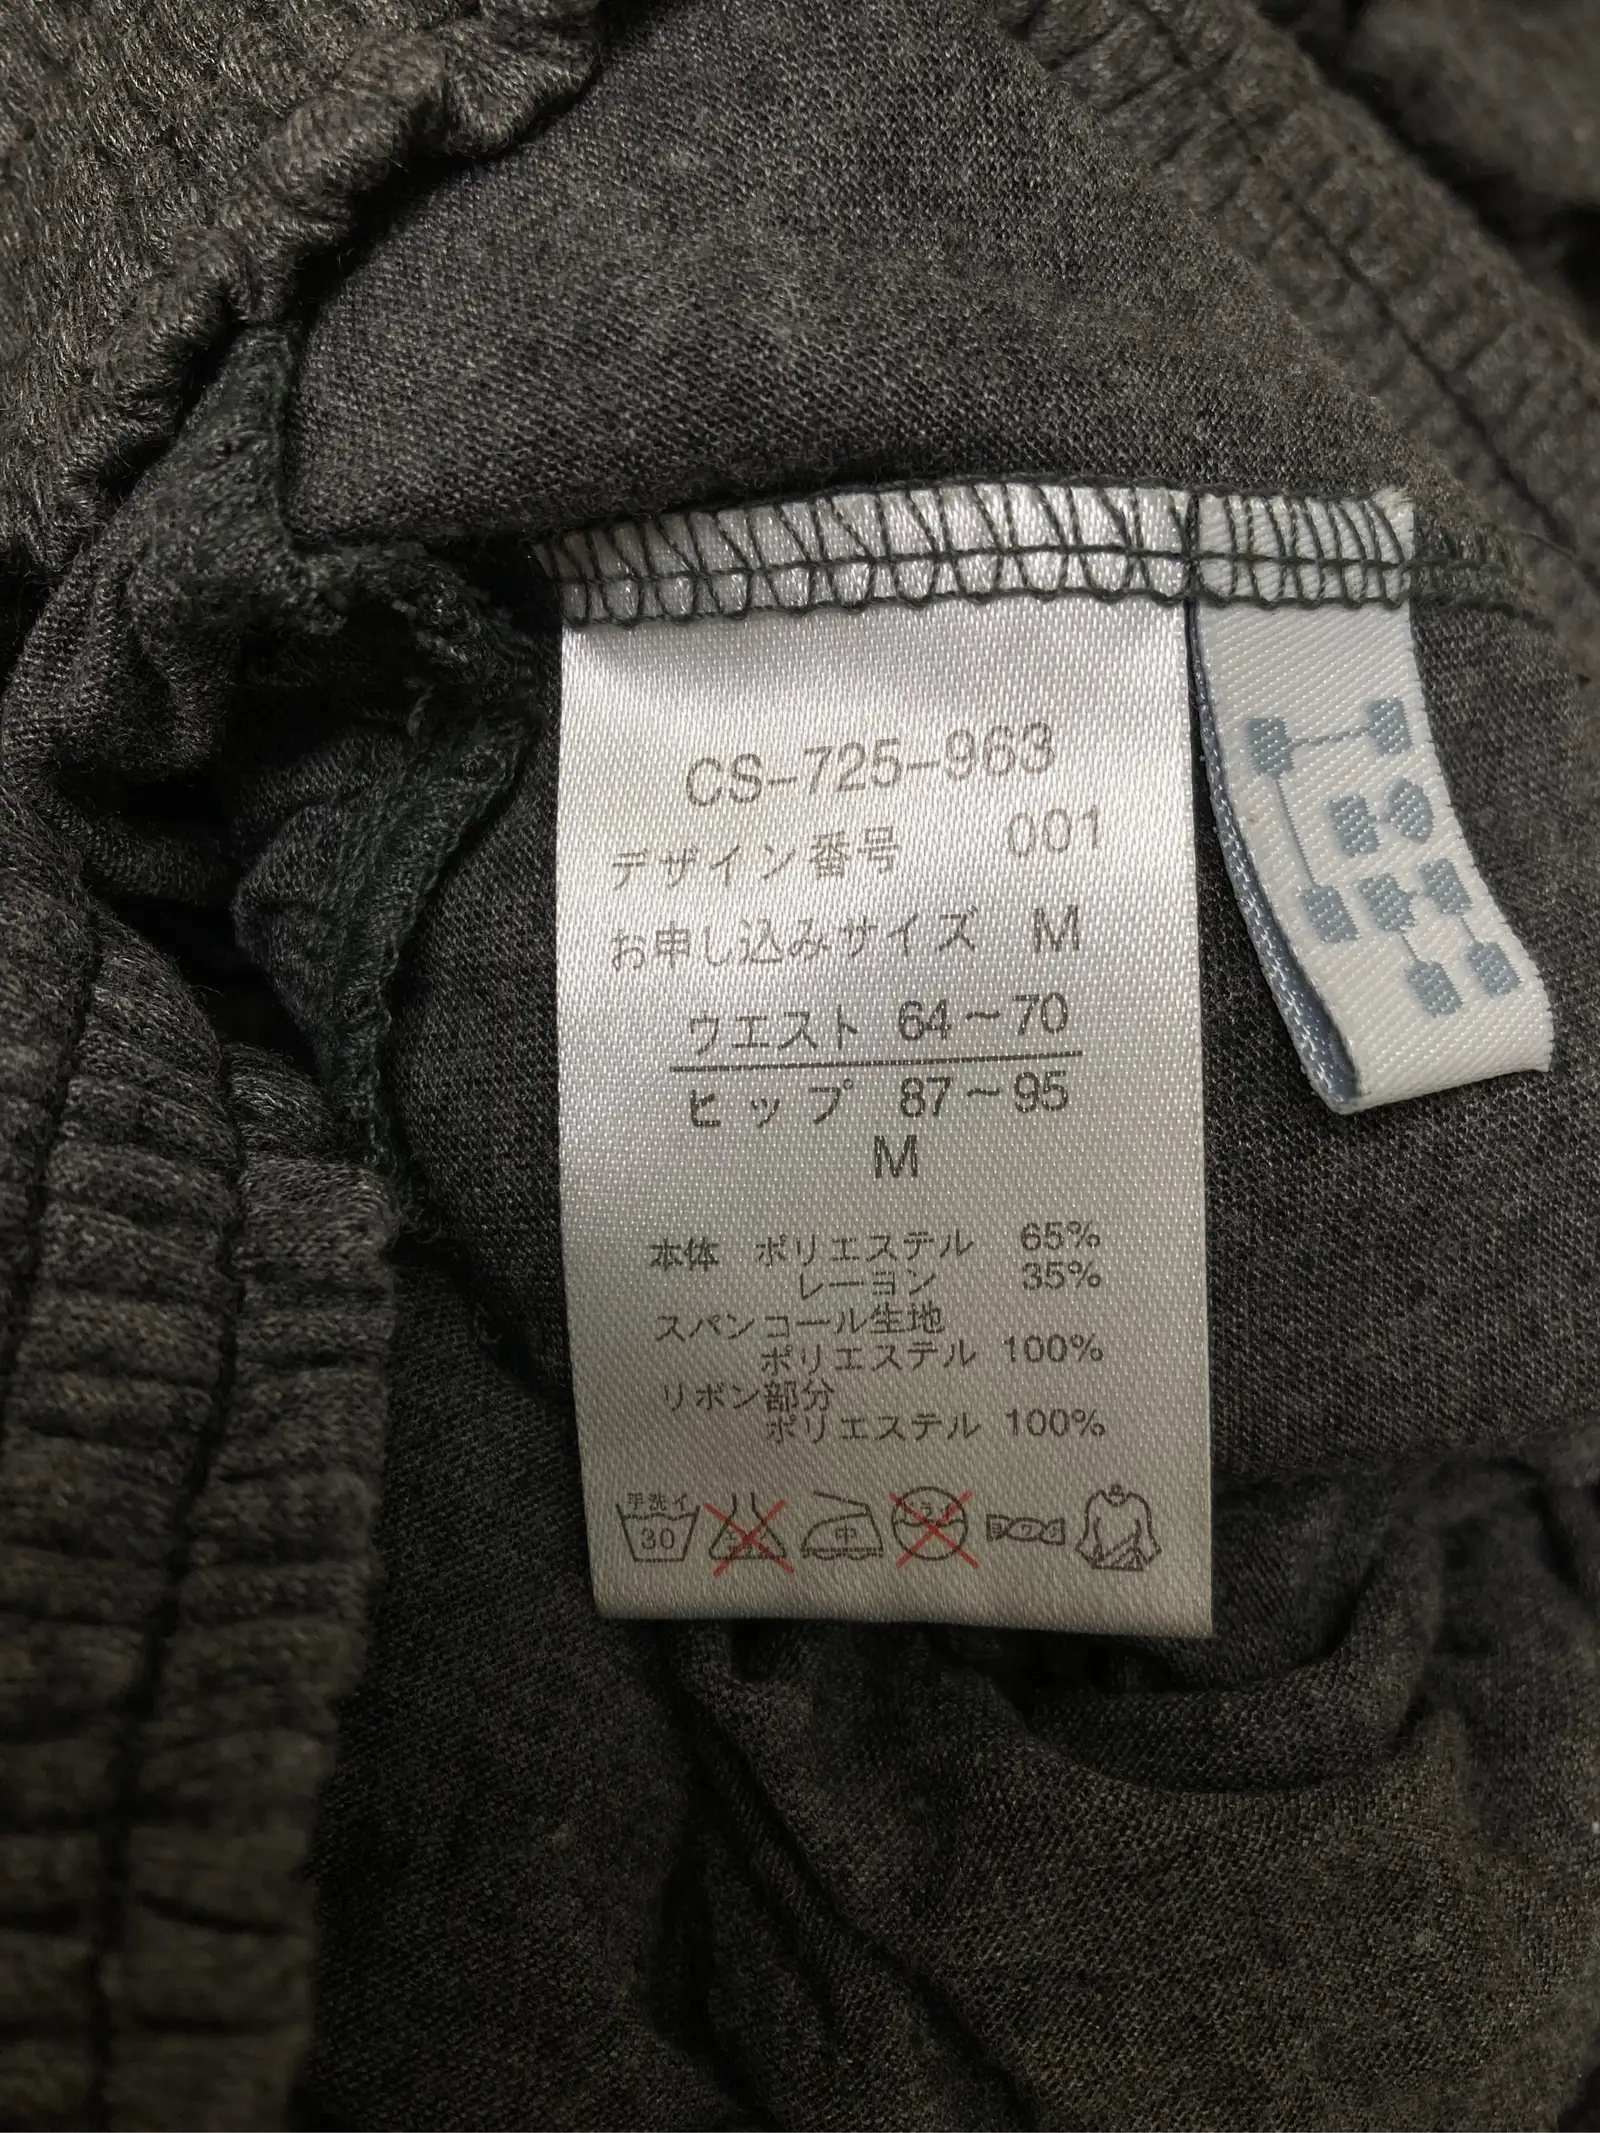 CS-725-963
デザイン番号 001
お申し込みサイズ M
ウエスト 64～70
ヒップ 87～95
M
本体 ポリエステル 65%
レーヨン 35%
スパンコール生地
ポリエステル 100%
リボン部分
ポリエステル 100%
手洗イ
30
中
ドライ